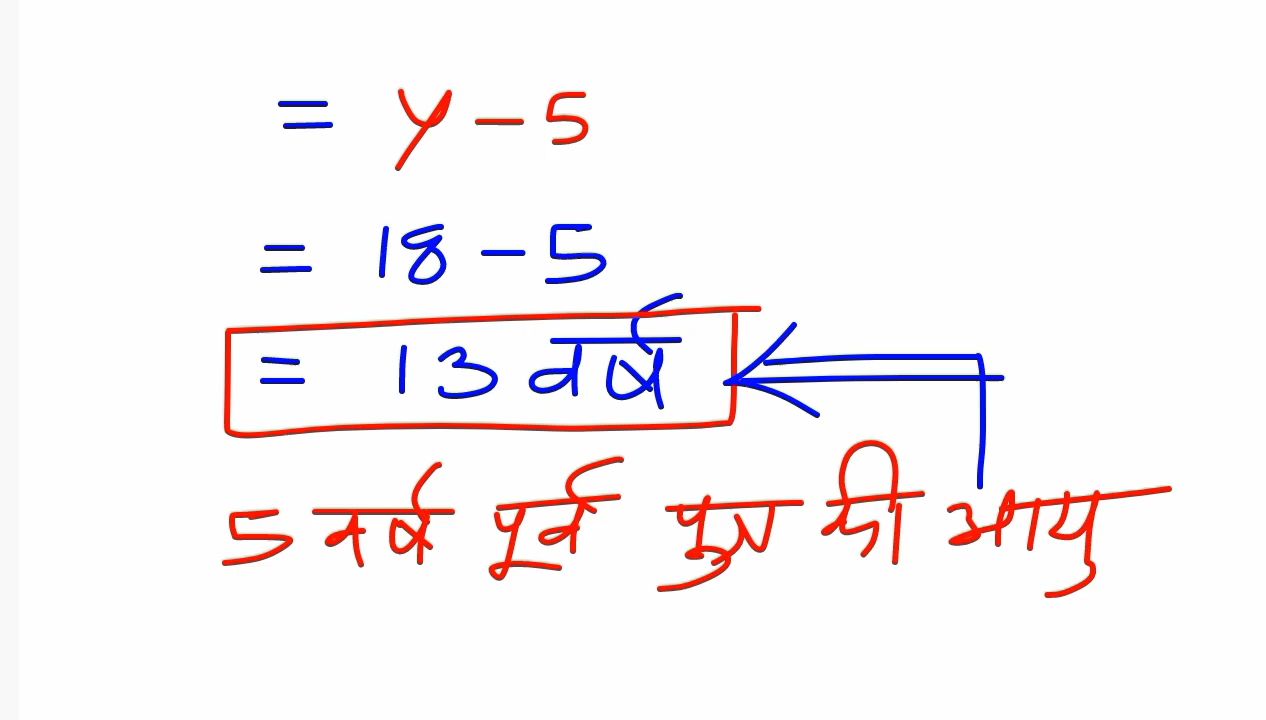 = y - 5
= 18 - 5
= 13 वर्ष
5 वर्ष पूर्व पुत्र की आयु